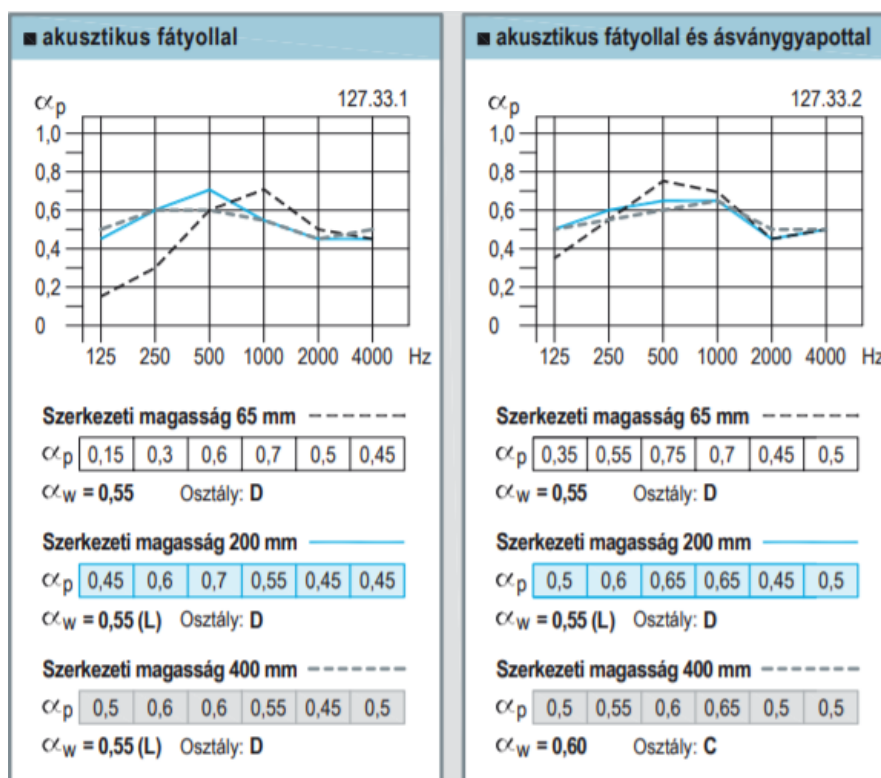 ■ akusztikus fátyollal
127.33.1
αp
1,0
0,8
0,6
0,4
0,2
0
125 250 500 1000 2000 4000 Hz
Szerkezeti magasság 65 mm
αp 0,15 0,3 0,6 0,7 0,5 0,45
αw = 0,55 Osztály: D
Szerkezeti magasság 200 mm
αp 0,45 0,6 0,7 0,55 0,45 0,45
αw = 0,55 (L) Osztály: D
Szerkezeti magasság 400 mm
αp 0,5 0,6 0,6 0,55 0,45 0,5
αw = 0,55 (L) Osztály: D
■ akusztikus fátyollal és ásványgyapottal
127.33.2
αp
1,0
0,8
0,6
0,4
0,2
0
125 250 500 1000 2000 4000 Hz
Szerkezeti magasság 65 mm
αp 0,35 0,55 0,75 0,7 0,45 0,5
αw = 0,55 Osztály: D
Szerkezeti magasság 200 mm
αp 0,5 0,6 0,65 0,65 0,45 0,5
αw = 0,55 (L) Osztály: D
Szerkezeti magasság 400 mm
αp 0,5 0,55 0,6 0,65 0,5 0,5
αw = 0,60 Osztály: C